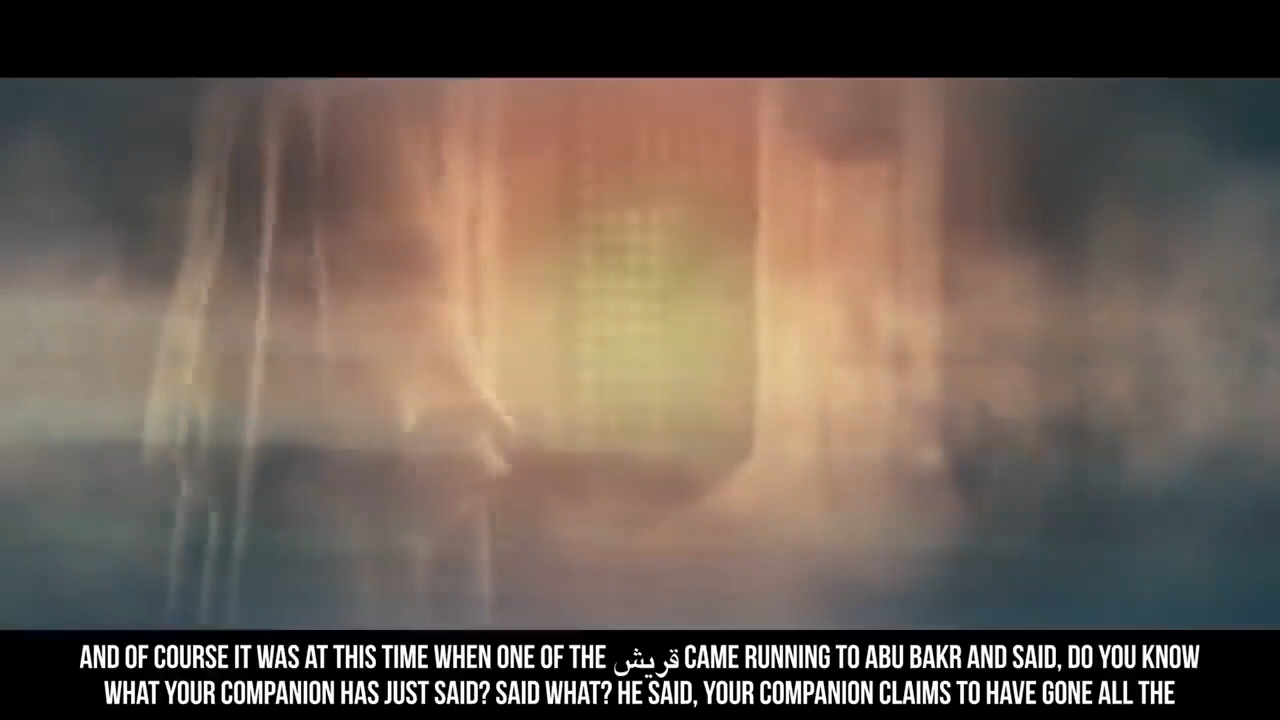 AND OF COURSE IT WAS AT THIS TIME WHEN ONE OF THE قريش CAME RUNNING TO ABU BAKR AND SAID, DO YOU KNOW
WHAT YOUR COMPANION HAS JUST SAID? SAID WHAT? HE SAID, YOUR COMPANION CLAIMS TO HAVE GONE ALL THE